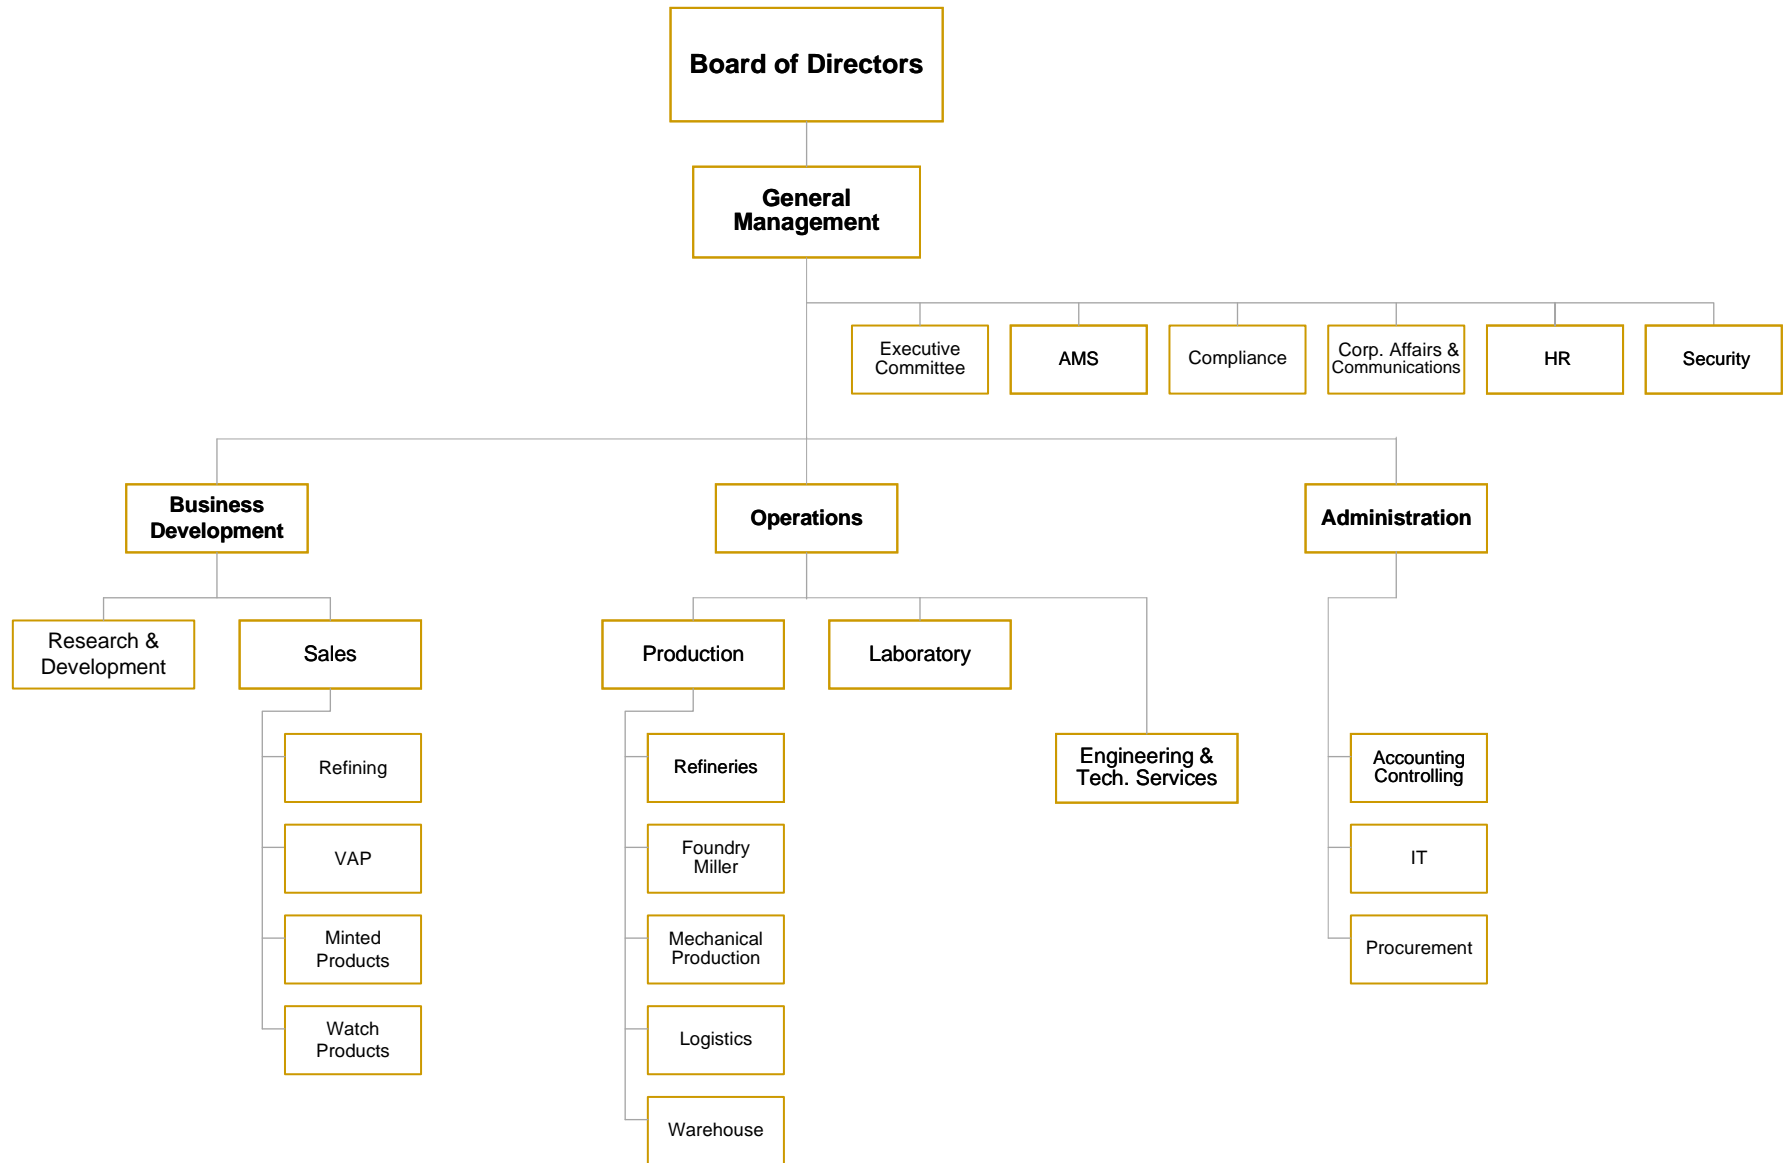 Board of Directors
General
Management
Executive
Committee
AMS
Compliance
Corp. Affairs &
Communications
HR
Security
Business
Development
Operations
Administration
Research &
Development
Sales
Production
Laboratory
Refining
Refineries
Engineering &
Tech. Services
Accounting
Controlling
VAP
Foundry
Miller
IT
Minted
Products
Mechanical
Production
Procurement
Watch
Products
Logistics
Warehouse